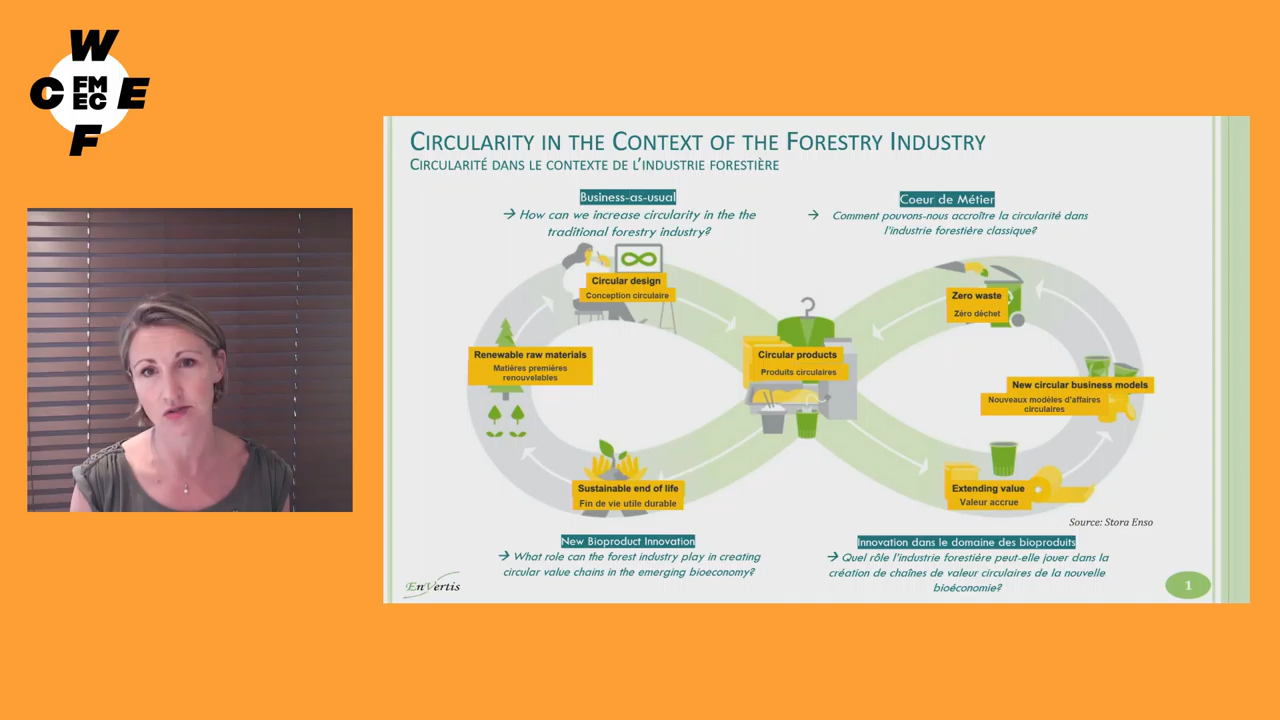 W
C FM E
EC
F
CIRCULARITY IN THE CONTEXT OF THE FORESTRY INDUSTRY
CIRCULARITÉ DANS LE CONTEXTE DE L'INDUSTRIE FORESTIÈRE
Business-as-usual
→ How can we increase circularity in the the
traditional forestry industry?
Coeur de Métier
→ Comment pouvons-nous accroître la circularité dans
l'industrie forestière classique?
Circular design
Conception circulaire
Zero waste
Zéro déchet
Renewable raw materials
Matières premières
renouvelables
Circular products
Produits circulaires
New circular business models
Nouveaux modèles d'affaires
circulaires
Sustainable end of life
Fin de vie utile durable
Extending value
Valeur accrue
Source: Stora Enso
New Bioproduct Innovation
→ What role can the forest industry play in creating
circular value chains in the emerging bioeconomy?
Innovation dans le domaine des bioproduits
→ Quel rôle l'industrie forestière peut-elle jouer dans la
création de chaînes de valeur circulaires de la nouvelle
bioéconomie?
EnVertis
1